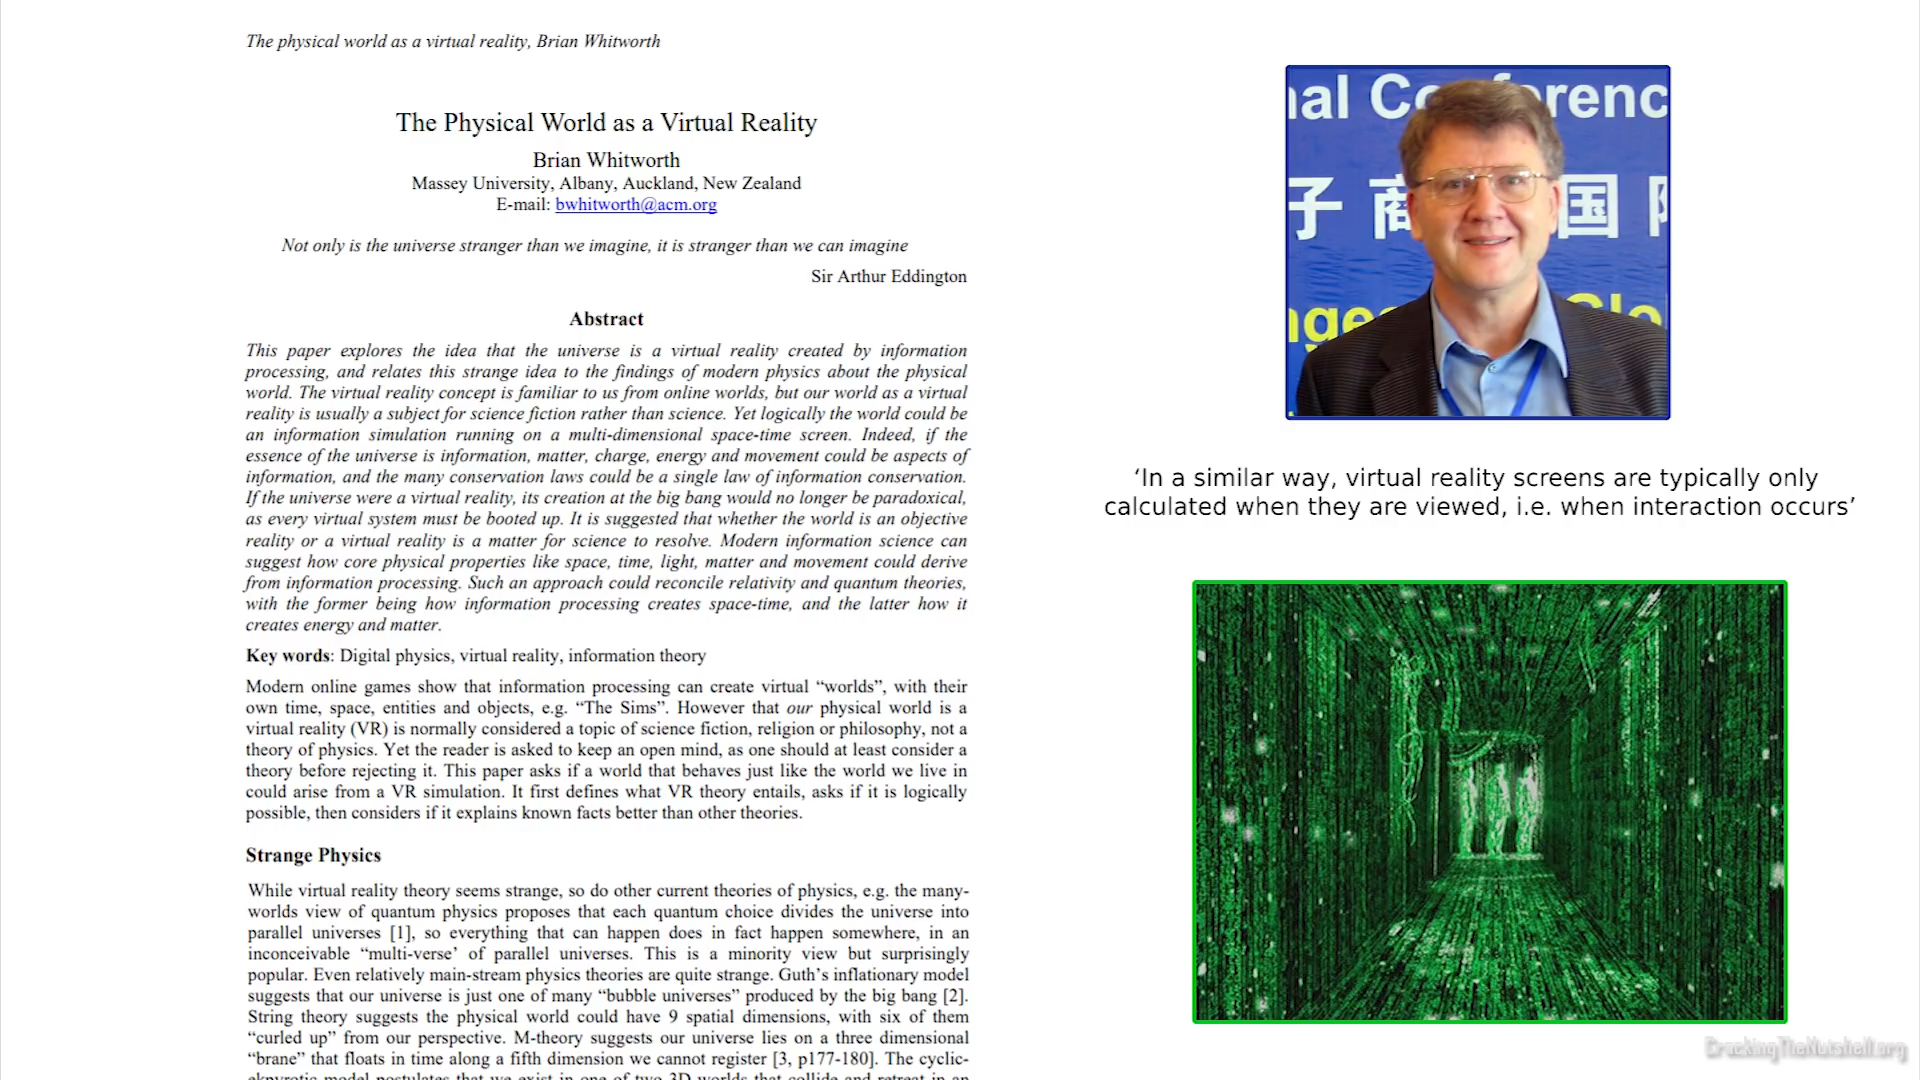 The physical world as a virtual reality, Brian Whitworth
The Physical World as a Virtual Reality
Brian Whitworth
Massey University, Albany, Auckland, New Zealand
E-mail: bwhitworth@acm.org
Not only is the universe stranger than we imagine, it is stranger than we can imagine
Sir Arthur Eddington
Abstract
This paper explores the idea that the universe is a virtual reality created by information
processing, and relates this strange idea to the findings of modern physics about the physical
world. The virtual reality concept is familiar to us from online worlds, but our world as a virtual
reality is usually a subject for science fiction rather than science. Yet logically the world could be
an information simulation running on a multi-dimensional space-time screen. Indeed, if the
essence of the universe is information, matter, charge, energy and movement could be aspects of
information, and the many conservation laws could be a single law of information conservation.
If the universe were a virtual reality, its creation at the big bang would no longer be paradoxical,
as every virtual system must be booted up. It is suggested that whether the world is an objective
reality or a virtual reality is a matter for science to resolve. Modern information science can
suggest how core physical properties like space, time, light, matter and movement could derive
from information processing. Such an approach could reconcile relativity and quantum theories,
with the former being how information processing creates space-time, and the latter how it
creates energy and matter.
Key words: Digital physics, virtual reality, information theory
Modern online games show that information processing can create virtual “worlds”, with their
own time, space, entities and objects, e.g. “The Sims”. However that our physical world is a
virtual reality (VR) is normally considered a topic of science fiction, religion or philosophy, not a
theory of physics. Yet the reader is asked to keep an open mind, as one should at least consider a
theory before rejecting it. This paper asks if a world that behaves just like the world we live in
could arise from a VR simulation. It first defines what VR theory entails, asks if it is logically
possible, then considers if it explains known facts better than other theories.
Strange Physics
While virtual reality theory seems strange, so do other current theories of physics, e.g. the many-
worlds view of quantum physics proposes that each quantum choice divides the universe into
parallel universes [1], so everything that can happen does in fact happen somewhere, in an
inconceivable “multi-verse’ of parallel universes. This is a minority view but surprisingly
popular. Even relatively main-stream physics theories are quite strange. Guth’s inflationary model
suggests that our universe is just one of many “bubble universes” produced by the big bang [2].
String theory suggests the physical world could have 9 spatial dimensions, with six of them
“curled up” from our perspective. M-theory suggests our universe lies on a three dimensional
“brane” that floats in time along a fifth dimension we cannot register [3, p177-180]. The cyclic-
ekpyrotic model postulates that we exist in one of two 3D worlds that collide and retreat in an
nal Conferenc
子 商 国
nges Glo
‘In a similar way, virtual reality screens are typically only
calculated when they are viewed, i.e. when interaction occurs’
CrackingTheNutshell.org